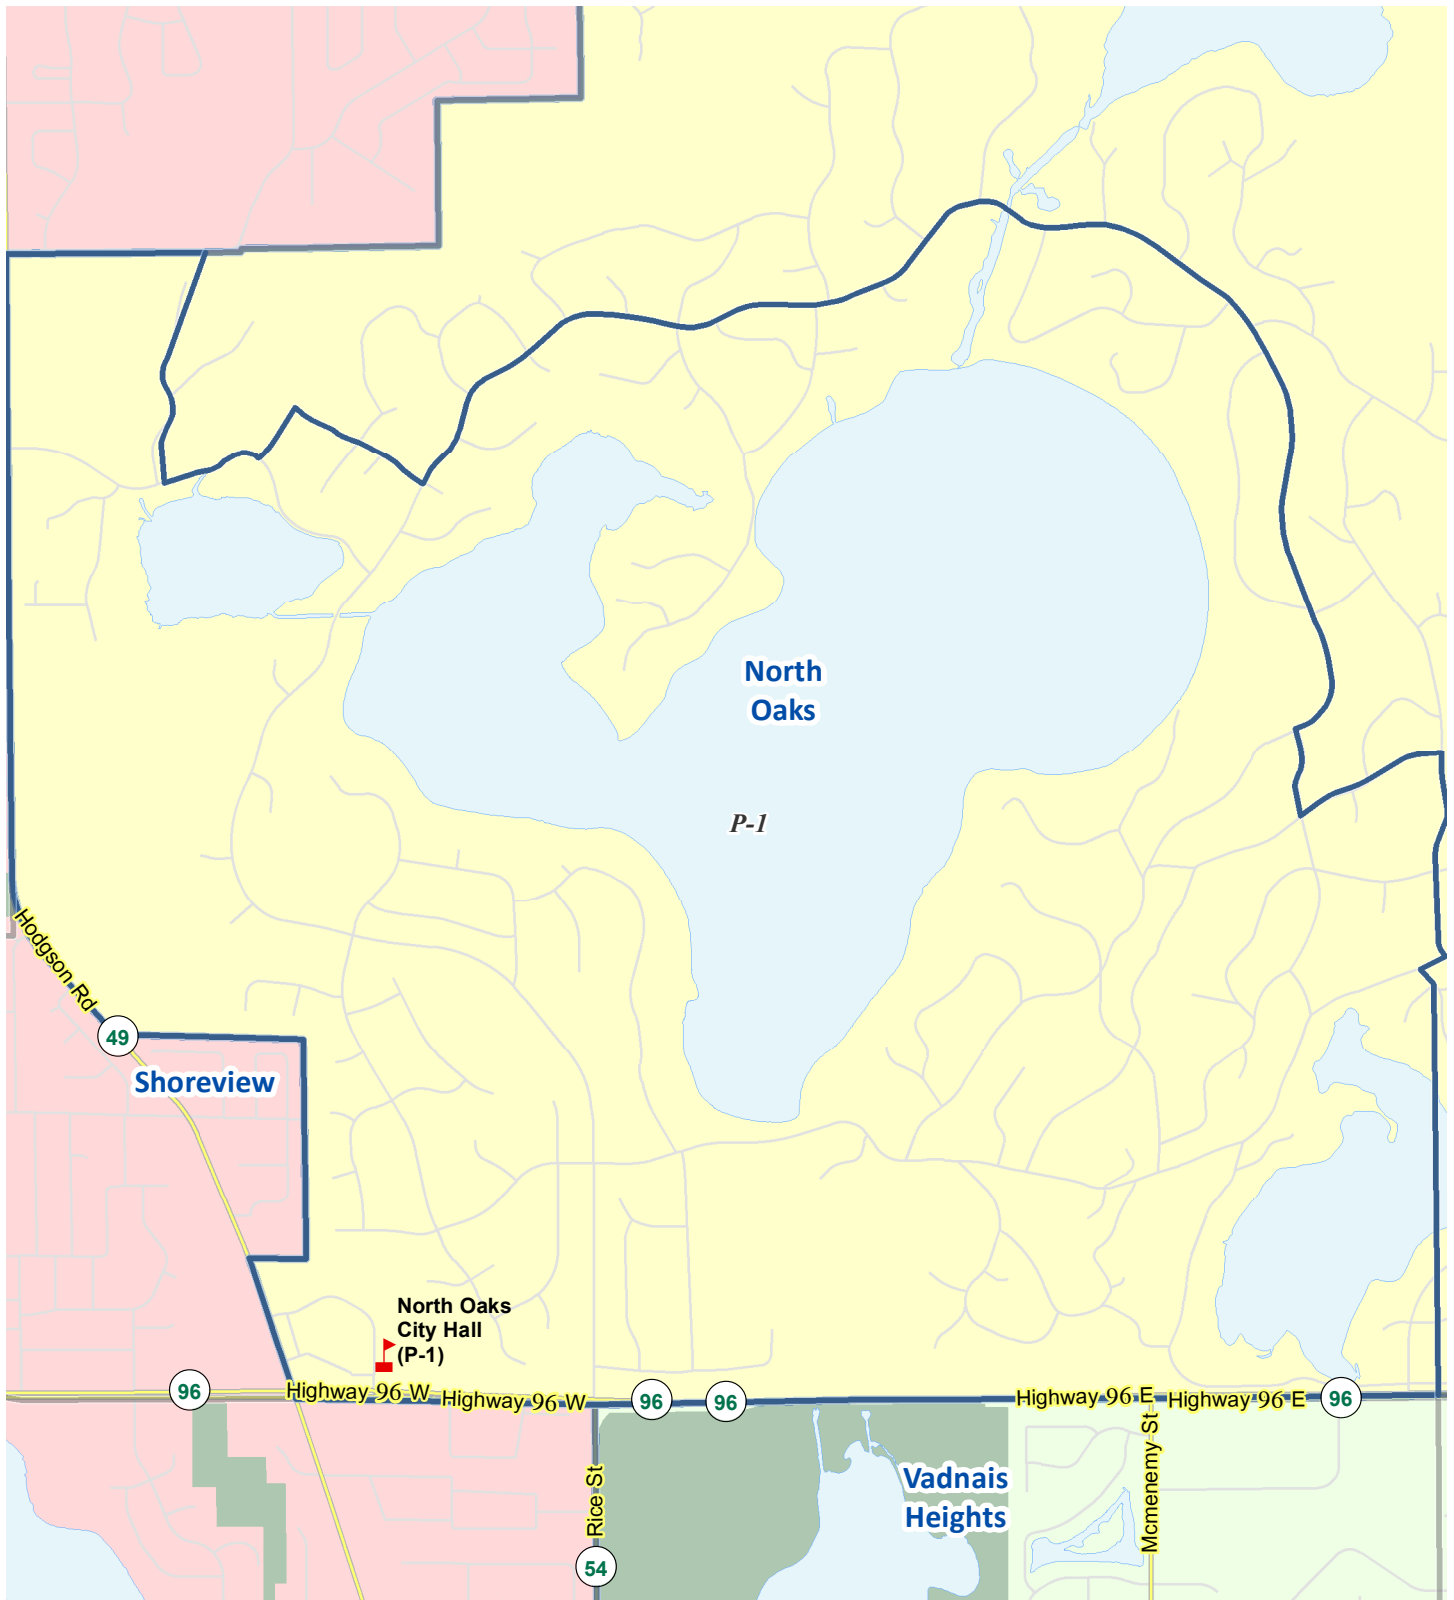 North
Oaks
P-1
Hodgson Rd
49
Shoreview
North Oaks
City Hall
(P-1)
96
Highway 96 W
Highway 96 W
96
96
Highway 96 E
Highway 96 E
96
Rice St
Vadnais
Heights
Mcmenemy St
54